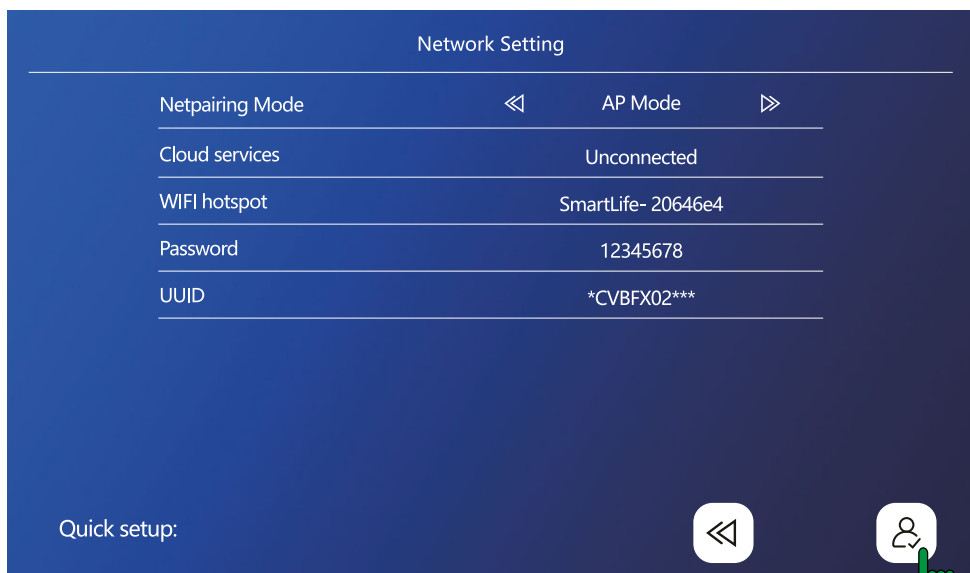 Network Setting
Netpairing Mode AP Mode
Cloud services Unconnected
WIFI hotspot SmartLife- 20646e4
Password 12345678
UUID *CVBFX02***
Quick setup: